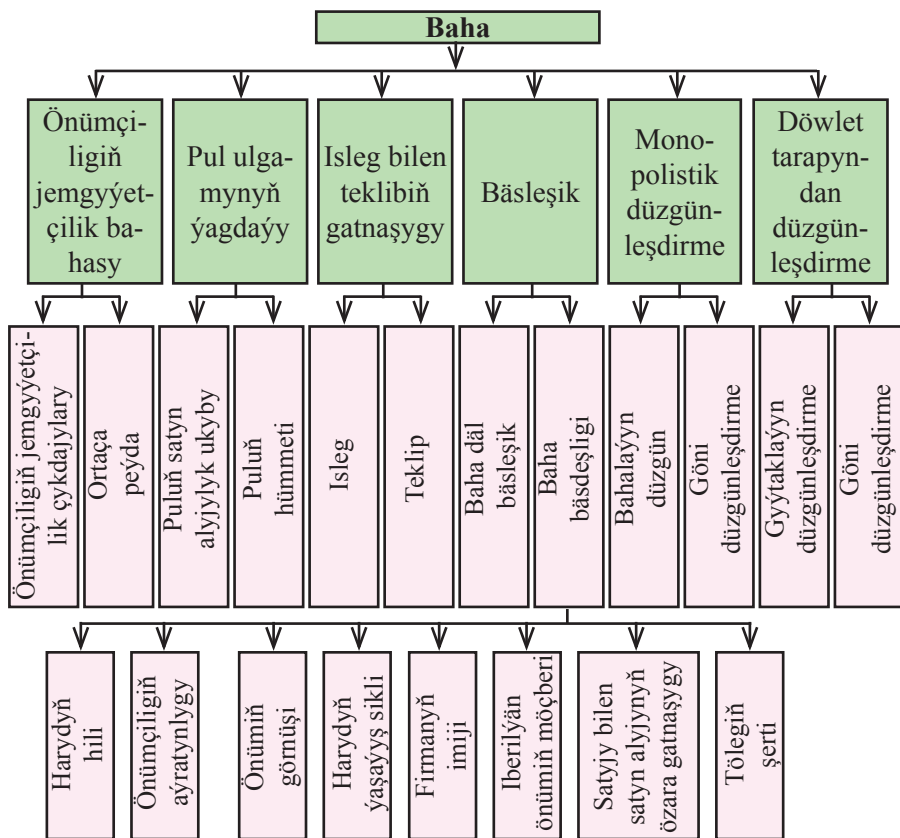 Baha
Önümçi-
ligiň
jemgyýet-
çilik ba-
hasy
Pul ulga-
mynyň
ýagdaýy
Isleg bilen
teklibiň
gatnaşygy
Bäsleşik
Mono-
polistik
düzgün-
leşdirme
Döwlet
tarapyn-
dan
düzgün-
leşdirme
Önümçiligiň jemgyýetçi-
lik çykdajylary
Ortaça
peýda
Puluň satyn
alyjylyk ukyby
Puluň
hümmeti
Isleg
Teklip
Baha däl
bäsleşik
Baha
bäsdeşligi
Bahalaýyn
düzgün
Göni
düzgünleşdirme
Gyýtaklaýyn
düzgünleşdirme
Göni
düzgünleşdirme
Harydyň
hili
Önümçiligiň
aýratynlygy
Önümiň
görnüşi
Harydyň
ýaşaýyş sikli
Firmanyň
imiji
Iberilýän
önümiň möçberi
Satyjy bilen
satyn alyjynyň
özara gatnaşygy
Tölegiň
şerti